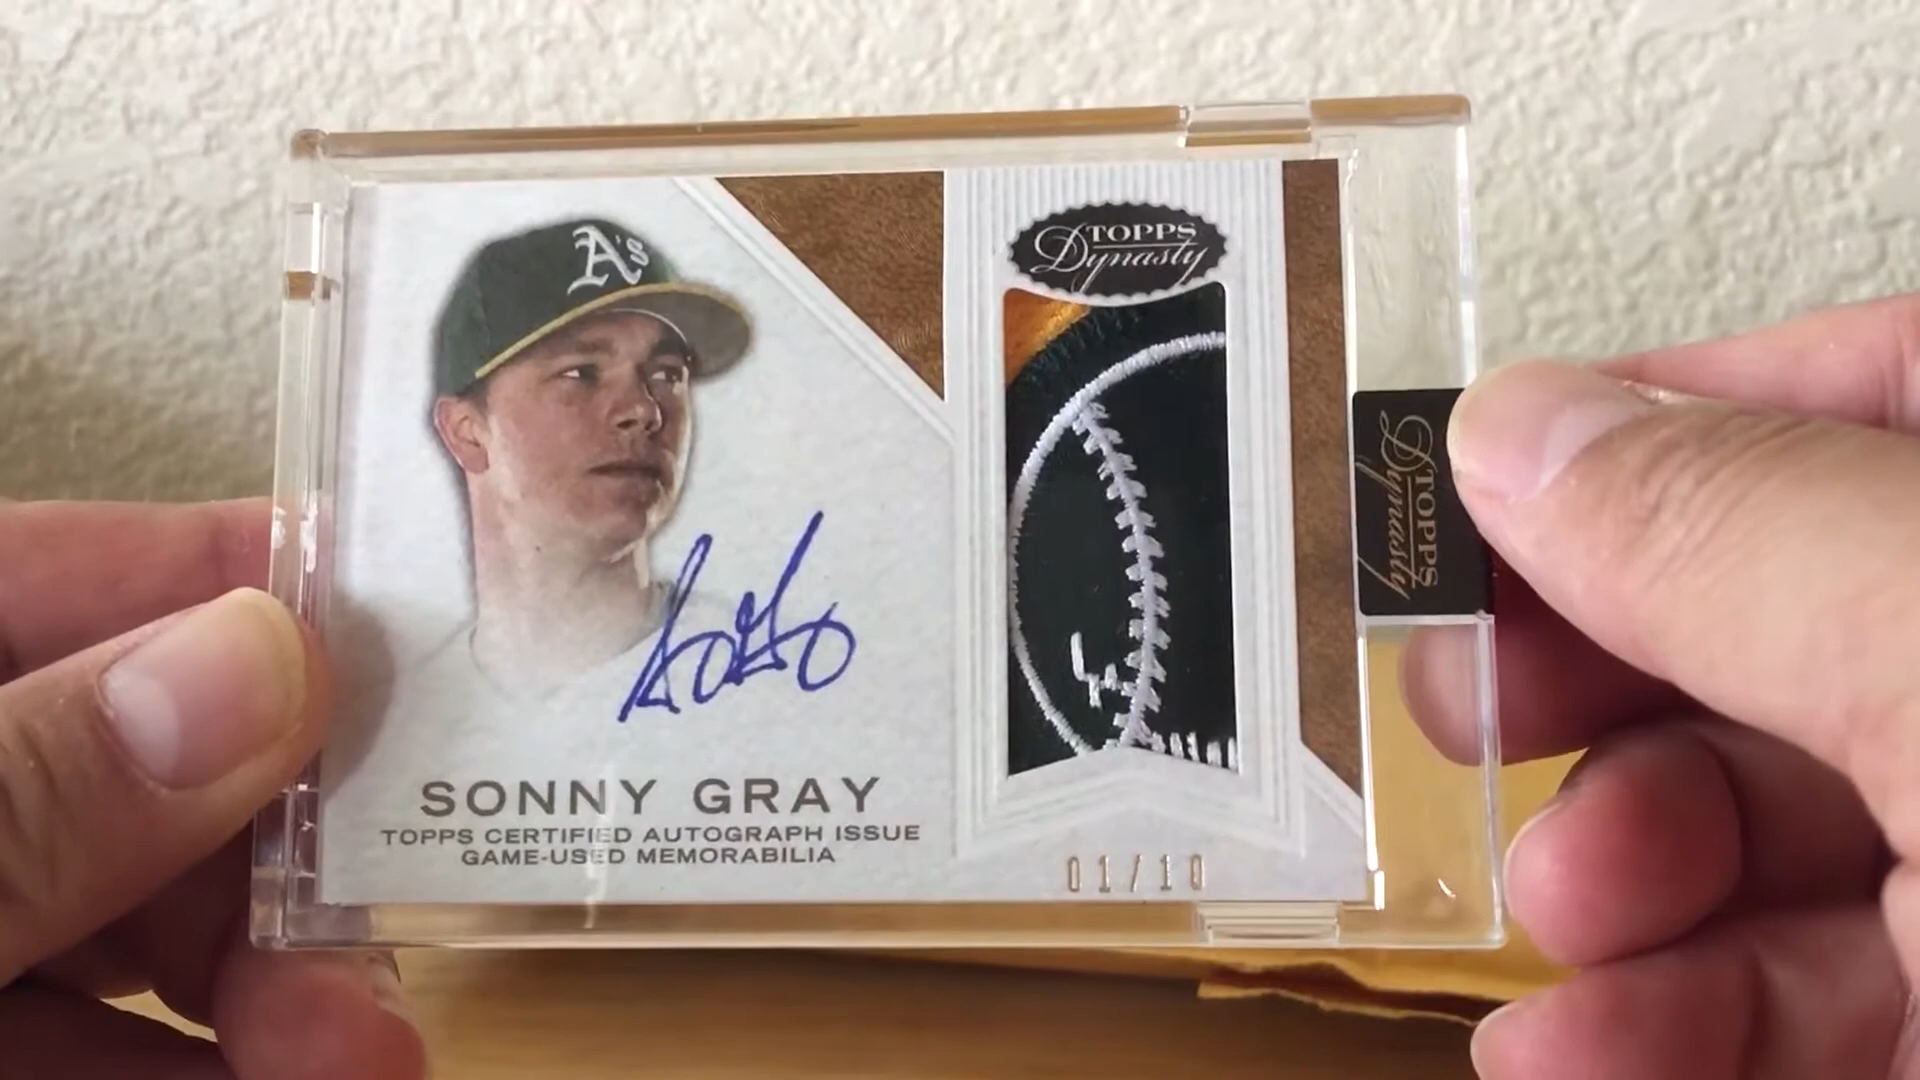 A's
TOPPS
Dynasty
TOPPS
Dynasty
SONNY GRAY
TOPPS CERTIFIED AUTOGRAPH ISSUE
GAME-USED MEMORABILIA
01/10